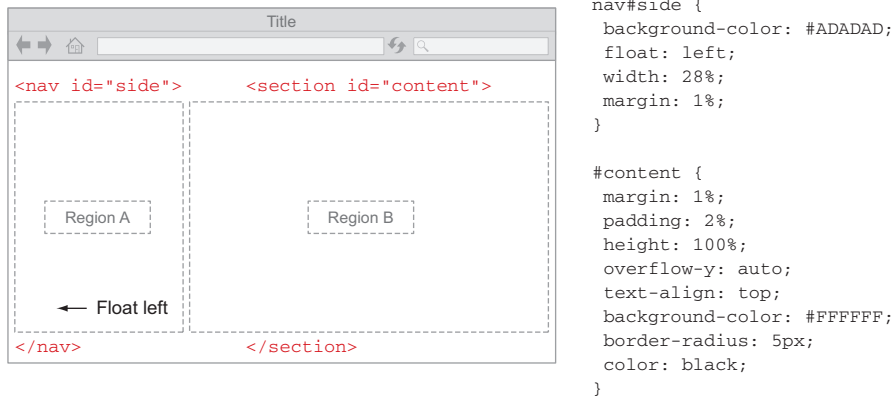 Title
<nav id="side">
<section id="content">
Region A
Region B
Float left
</nav>
</section>
nav#side {
background-color: #ADADAD;
float: left;
width: 28%;
margin: 1%;
}
#content {
margin: 1%;
padding: 2%;
height: 100%;
overflow-y: auto;
text-align: top;
background-color: #FFFFFF;
border-radius: 5px;
color: black;
}